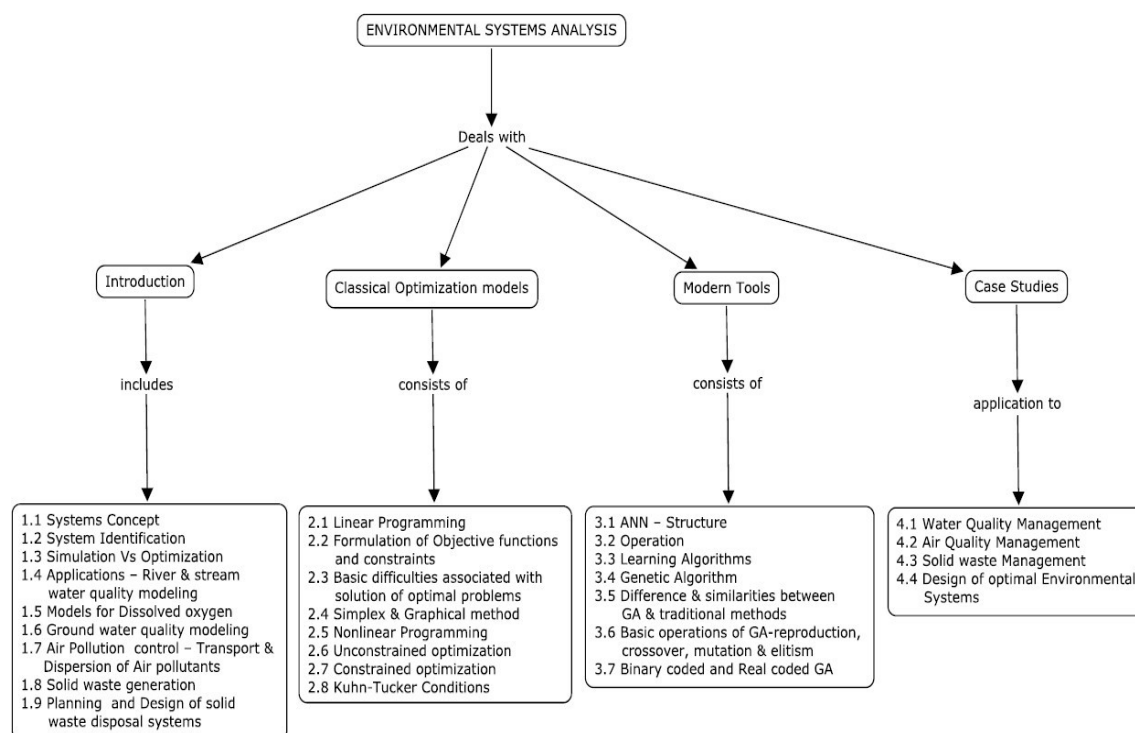 ENVIRONMENTAL SYSTEMS ANALYSIS
Deals with
Introduction
Classical Optimization models
Modern Tools
Case Studies
includes
consists of
consists of
application to
1.1 Systems Concept
1.2 System Identification
1.3 Simulation Vs Optimization
1.4 Applications – River & stream
water quality modeling
1.5 Models for Dissolved oxygen
1.6 Ground water quality modeling
1.7 Air Pollution control – Transport &
Dispersion of Air pollutants
1.8 Solid waste generation
1.9 Planning and Design of solid
waste disposal systems
2.1 Linear Programming
2.2 Formulation of Objective functions
and constraints
2.3 Basic difficulties associated with
solution of optimal problems
2.4 Simplex & Graphical method
2.5 Nonlinear Programming
2.6 Unconstrained optimization
2.7 Constrained optimization
2.8 Kuhn-Tucker Conditions
3.1 ANN – Structure
3.2 Operation
3.3 Learning Algorithms
3.4 Genetic Algorithm
3.5 Difference & similarities between
GA & traditional methods
3.6 Basic operations of GA-reproduction,
crossover, mutation & elitism
3.7 Binary coded and Real coded GA
4.1 Water Quality Management
4.2 Air Quality Management
4.3 Solid waste Management
4.4 Design of optimal Environmental
Systems